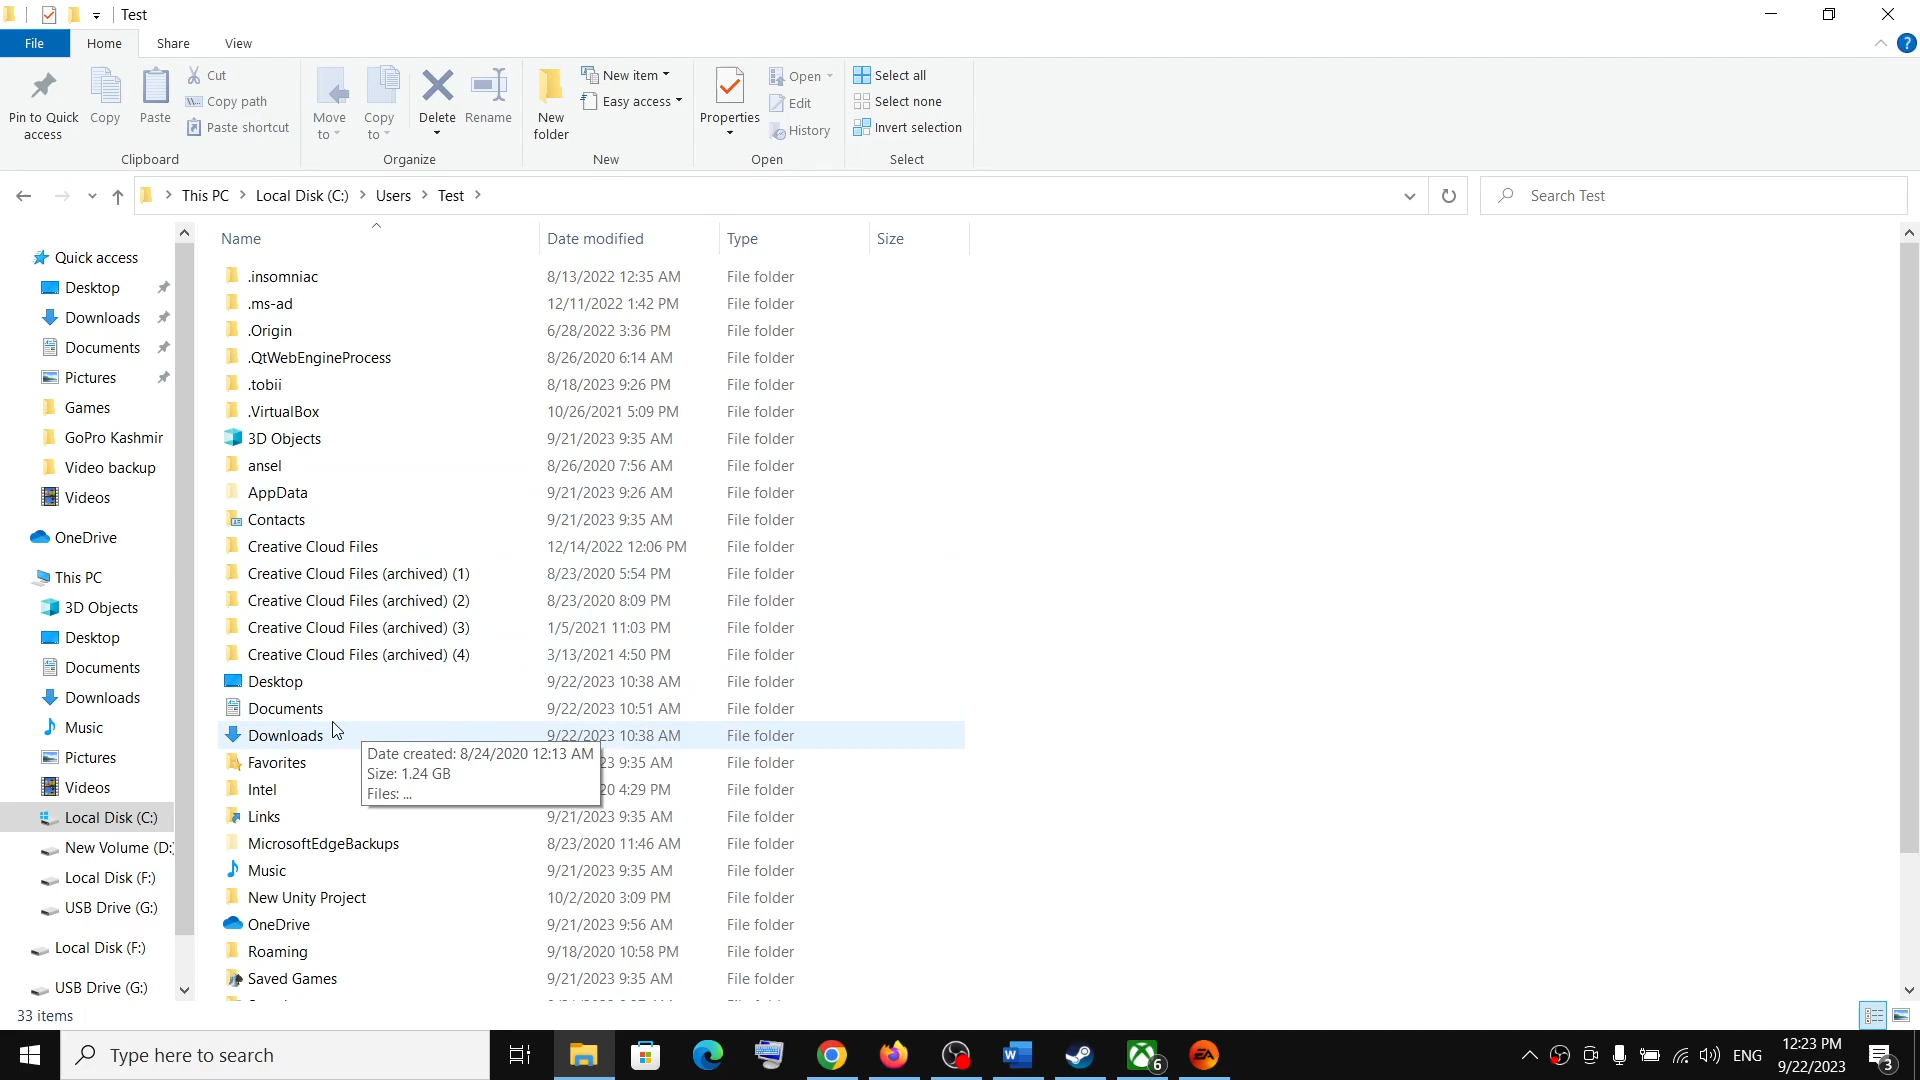 Test
File Home Share View
Pin to Quick access
Copy
Paste
Cut
Copy path
Paste shortcut
Clipboard
Move to
Copy to
Delete
Rename
Organize
New folder
New item
Easy access
New
Properties
Open
Edit
History
Open
Select all
Select none
Invert selection
Select
This PC > Local Disk (C:) > Users > Test >
Search Test
Quick access
Desktop
Downloads
Documents
Pictures
Games
GoPro Kashmir
Video backup
Videos
OneDrive
This PC
3D Objects
Desktop
Documents
Downloads
Music
Pictures
Videos
Local Disk (C:)
New Volume (D:)
Local Disk (F:)
USB Drive (G:)
Local Disk (F:)
USB Drive (G:)
Name Date modified Type Size
.insomniac 8/13/2022 12:35 AM File folder
.ms-ad 12/11/2022 1:42 PM File folder
.Origin 6/28/2022 3:36 PM File folder
.QtWebEngineProcess 8/26/2020 6:14 AM File folder
.tobii 8/18/2023 9:26 PM File folder
.VirtualBox 10/26/2021 5:09 PM File folder
3D Objects 9/21/2023 9:35 AM File folder
ansel 8/26/2020 7:56 AM File folder
AppData 9/21/2023 9:26 AM File folder
Contacts 9/21/2023 9:35 AM File folder
Creative Cloud Files 12/14/2022 12:06 PM File folder
Creative Cloud Files (archived) (1) 8/23/2020 5:54 PM File folder
Creative Cloud Files (archived) (2) 8/23/2020 8:09 PM File folder
Creative Cloud Files (archived) (3) 1/5/2021 11:03 PM File folder
Creative Cloud Files (archived) (4) 3/13/2021 4:50 PM File folder
Desktop 9/22/2023 10:38 AM File folder
Documents 9/22/2023 10:51 AM File folder
Downloads 9/22/2023 10:38 AM File folder
Favorites 23 9:35 AM File folder
Intel 20 4:29 PM File folder
Links 9/21/2023 9:35 AM File folder
MicrosoftEdgeBackups 8/23/2020 11:46 AM File folder
Music 9/21/2023 9:35 AM File folder
New Unity Project 10/2/2020 3:09 PM File folder
OneDrive 9/21/2023 9:56 AM File folder
Roaming 9/18/2020 10:58 PM File folder
Saved Games 9/21/2023 9:35 AM File folder
Date created: 8/24/2020 12:13 AM
Size: 1.24 GB
Files: ...
33 items
Type here to search
6
EA
ENG
12:23 PM
9/22/2023
3